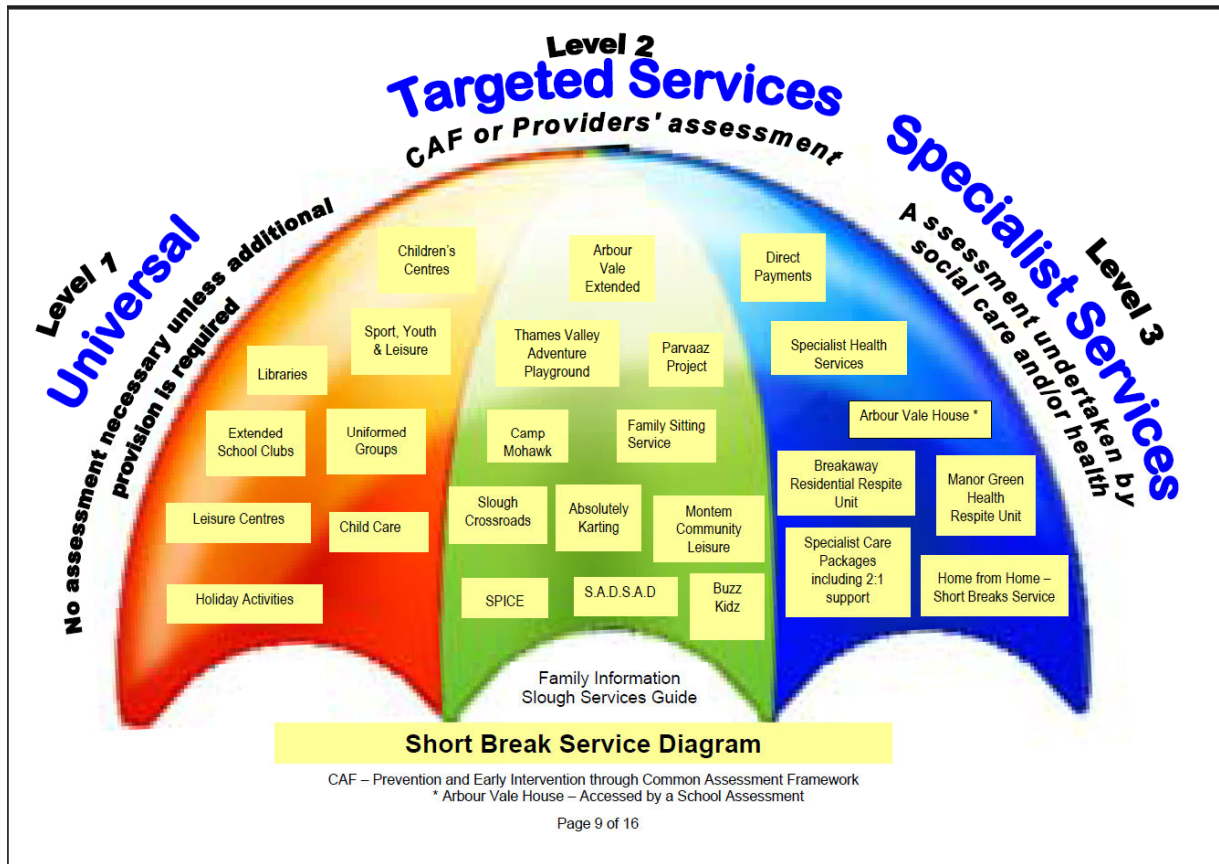 Level 1
Universal
No assessment necessary unless additional
provision is required
Level 2
Targeted Services
CAF or Providers' assessment
Level 3
Specialist Services
A assessment undertaken by
social care and/or health
Children's
Centres
Sport, Youth
& Leisure
Libraries
Extended
School Clubs
Uniformed
Groups
Leisure Centres
Child Care
Holiday Activities
Arbour
Vale
Extended
Thames Valley
Adventure
Playground
Parvaaz
Project
Camp
Mohawk
Family Sitting
Service
Slough
Crossroads
Absolutely
Karting
Montem
Community
Leisure
SPICE
S.A.D.S.A.D
Buzz
Kidz
Direct
Payments
Specialist Health
Services
Arbour Vale House *
Breakaway
Residential Respite
Unit
Manor Green
Health
Respite Unit
Specialist Care
Packages
including 2:1
support
Home from Home –
Short Breaks Service
Family Information
Slough Services Guide
Short Break Service Diagram
CAF – Prevention and Early Intervention through Common Assessment Framework
* Arbour Vale House – Accessed by a School Assessment
Page 9 of 16